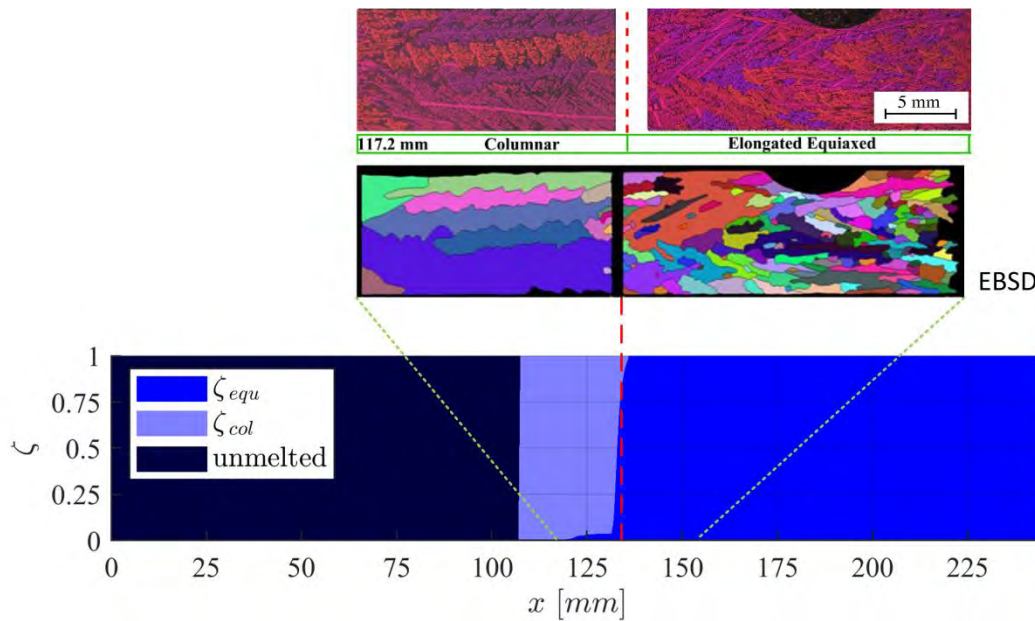 5 mm
117.2 mm Columnar Elongated Equiaxed
EBSD
1
0.75
0.5
0.25
0
ζ
ζequ
ζcol
unmelted
0 25 50 75 100 125 150 175 200 225
x [mm]